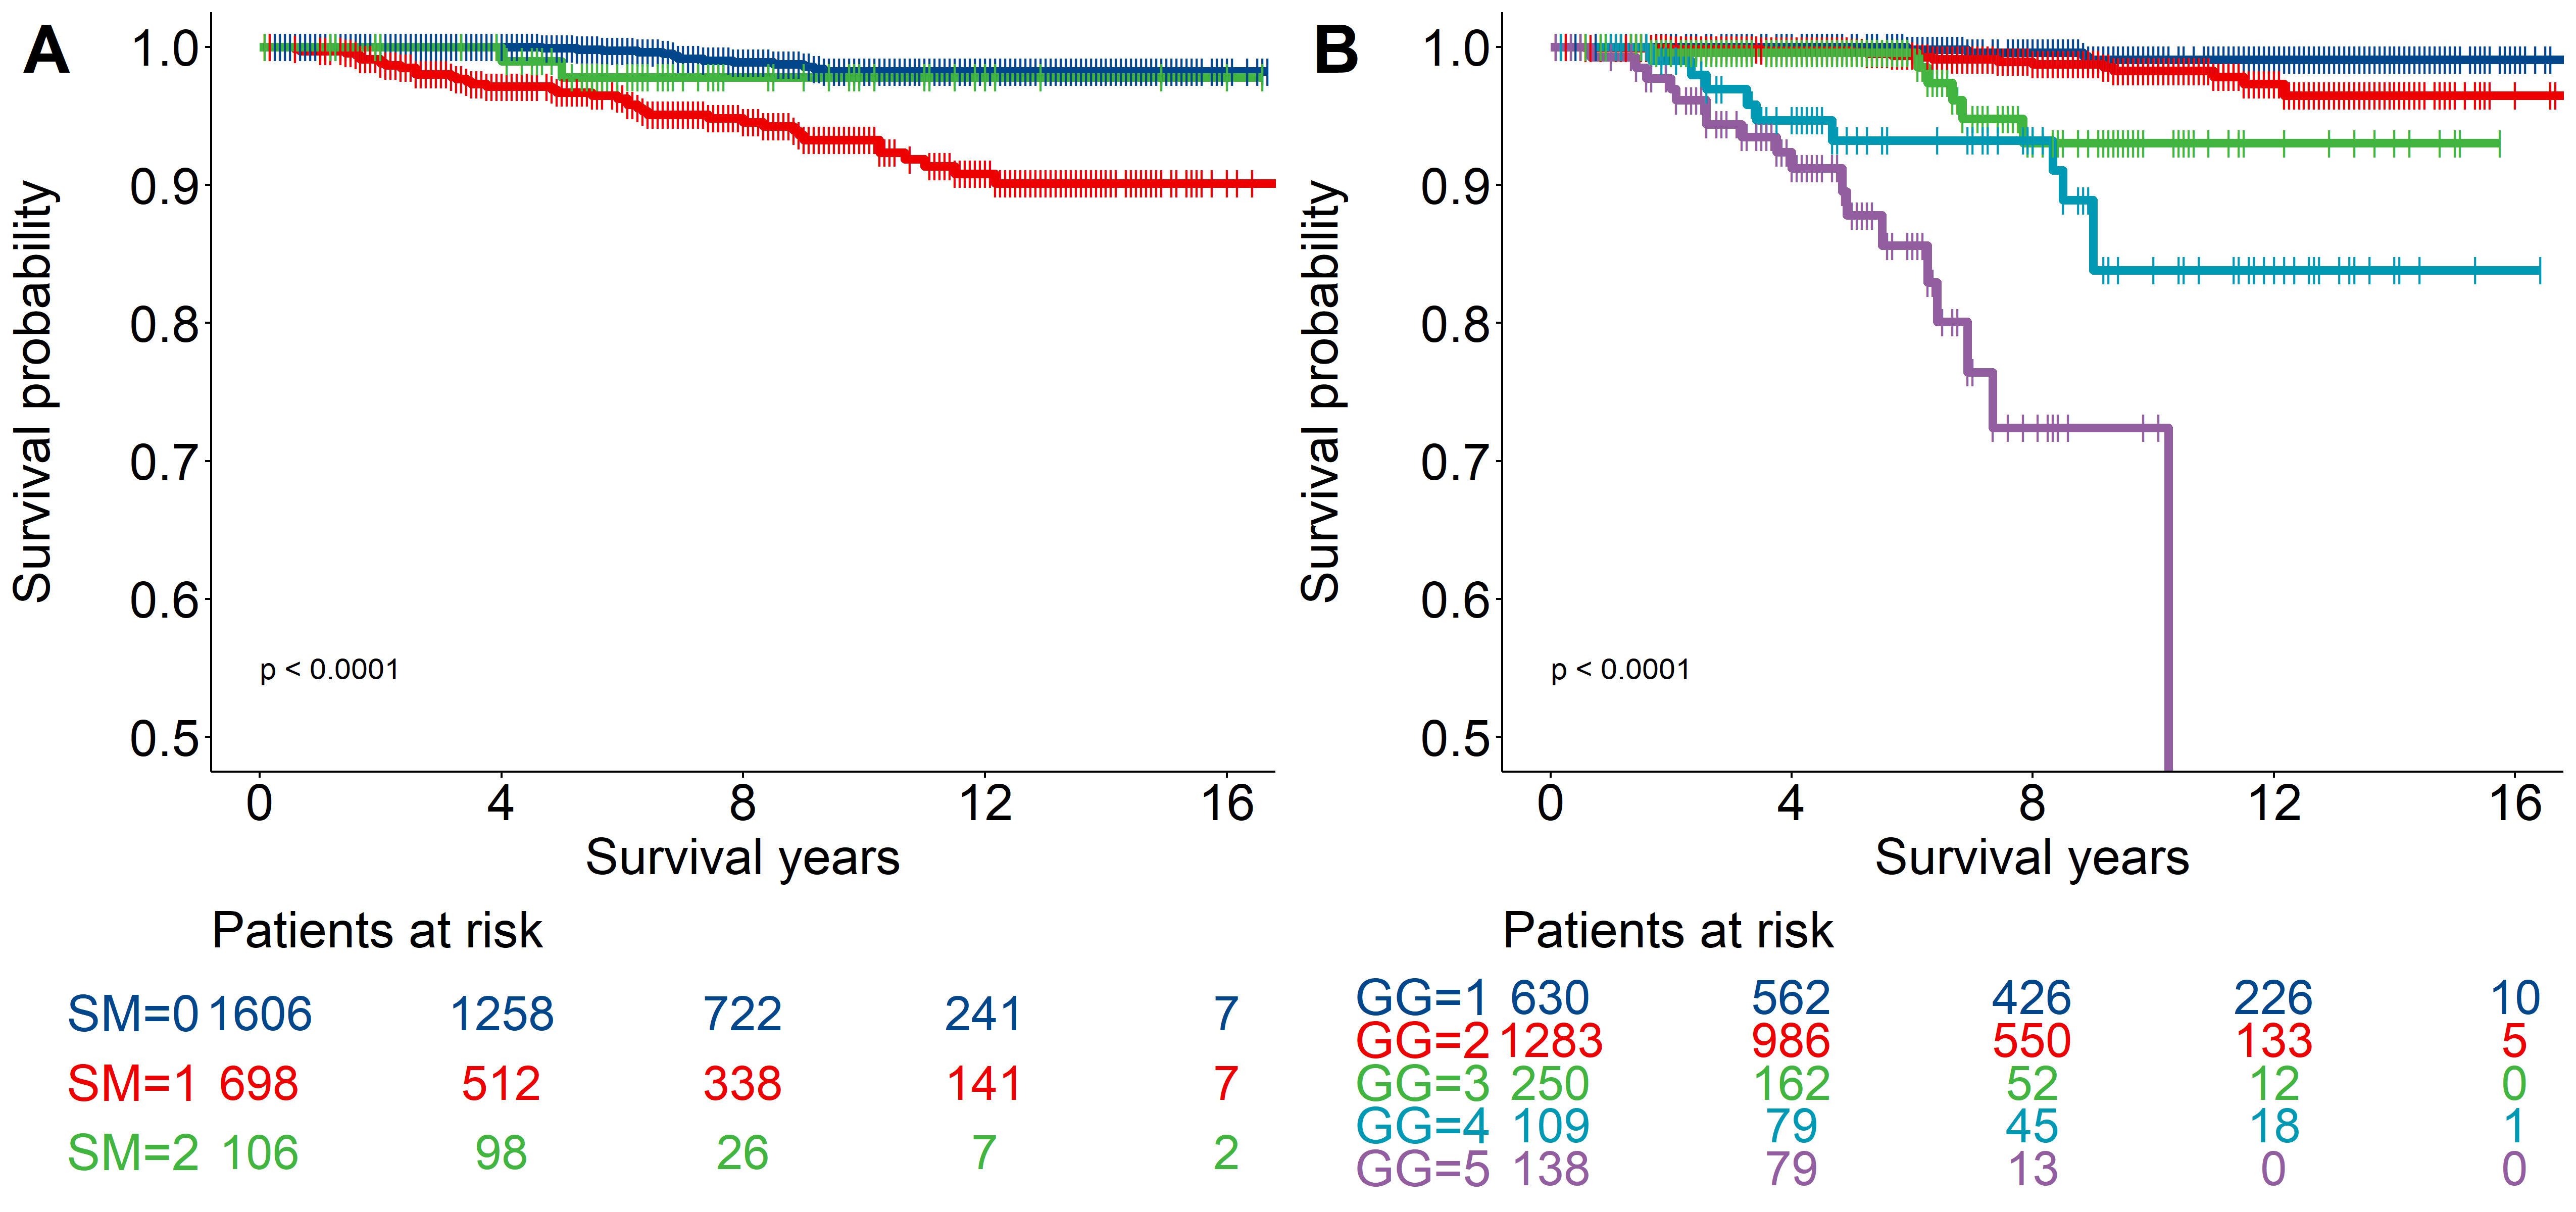 A
Survival probability
1.0
0.9
0.8
0.7
0.6
0.5
p < 0.0001
0 4 8 12 16
Survival years
Patients at risk
SM=0 1606 1258 722 241 7
SM=1 698 512 338 141 7
SM=2 106 98 26 7 2
B
Survival probability
1.0
0.9
0.8
0.7
0.6
0.5
p < 0.0001
0 4 8 12 16
Survival years
Patients at risk
GG=1 630 562 426 226 10
GG=2 1283 986 550 133 5
GG=3 250 162 52 12 0
GG=4 109 79 45 18 1
GG=5 138 79 13 0 0